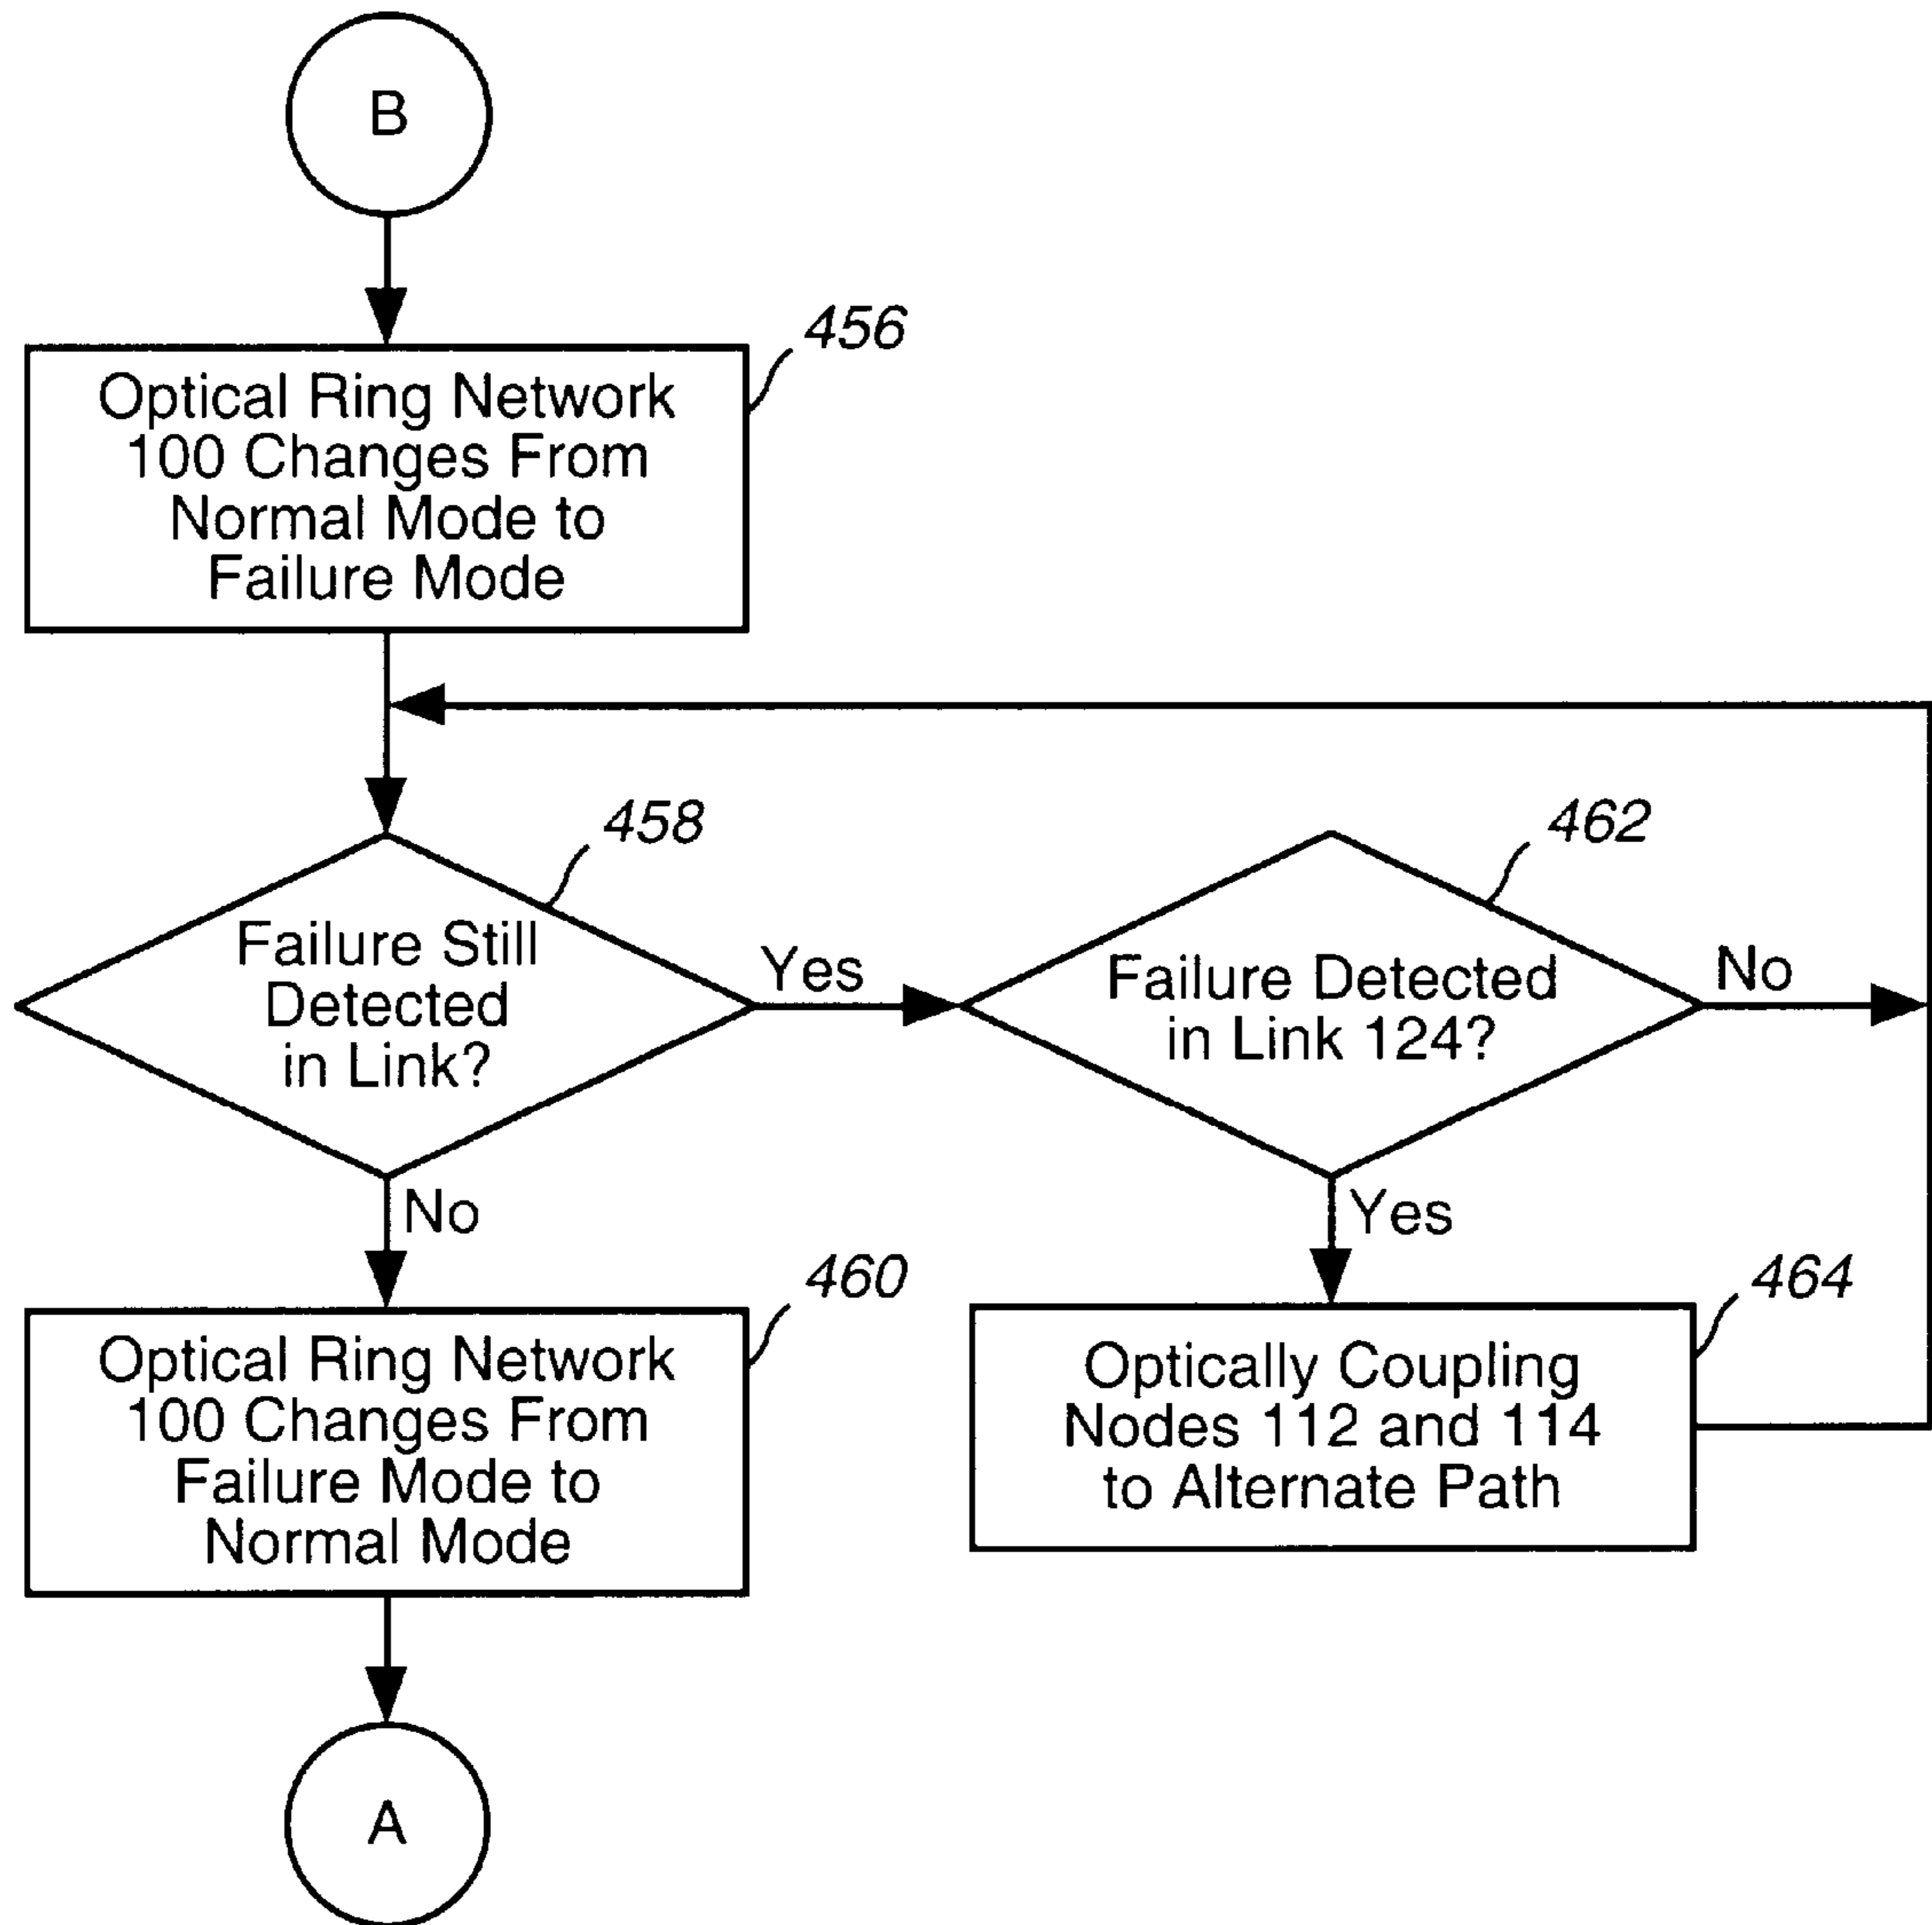 B
456
Optical Ring Network
100 Changes From
Normal Mode to
Failure Mode
458
Failure Still
Detected
in Link?
Yes
462
Failure Detected
in Link 124?
No
No
Yes
460
Optical Ring Network
100 Changes From
Failure Mode to
Normal Mode
464
Optically Coupling
Nodes 112 and 114
to Alternate Path
A